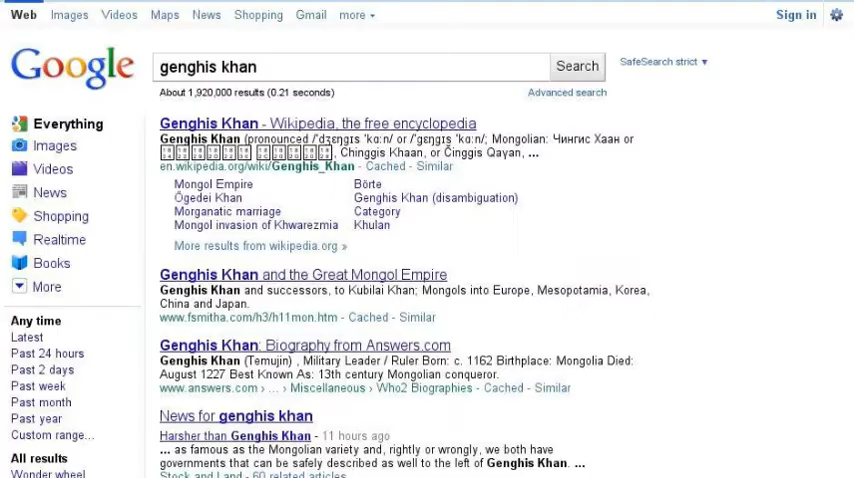 Web Images Videos Maps News Shopping Gmail more Sign in
Google
genghis khan Search SafeSearch strict
About 1,920,000 results (0.21 seconds) Advanced search
Everything
Images
Videos
News
Shopping
Realtime
Books
More
Any time
Latest
Past 24 hours
Past 2 days
Past week
Past month
Past year
Custom range...
All results
Wonder wheel
Genghis Khan - Wikipedia, the free encyclopedia
Genghis Khan (pronounced /ˈdʒɛŋɡɪs ˈkɑːn/ or /ˈɡɛŋɡɪs ˈkɑːn/; Mongolian: Чингис Хаан or
, Chinggis Khaan, or Činggis Qaγan, ...
en.wikipedia.org/wiki/Genghis_Khan - Cached - Similar
Mongol Empire Börte
Ögedei Khan Genghis Khan (disambiguation)
Morganatic marriage Category
Mongol invasion of Khwarezmia Khulan
More results from wikipedia.org »
Genghis Khan and the Great Mongol Empire
Genghis Khan and successors, to Kubilai Khan; Mongols into Europe, Mesopotamia, Korea,
China and Japan.
www.fsmitha.com/h3/h11mon.htm - Cached - Similar
Genghis Khan: Biography from Answers.com
Genghis Khan (Temujin) , Military Leader / Ruler Born: c. 1162 Birthplace: Mongolia Died:
August 1227 Best Known As: 13th century Mongolian conqueror.
www.answers.com › ... › Miscellaneous › Who2 Biographies - Cached - Similar
News for genghis khan
Harsher than Genghis Khan - 11 hours ago
... as famous as the Mongolian variety and, rightly or wrongly, we both have
governments that can be safely described as well to the left of Genghis Khan. ...
Stock and Land - 60 related articles